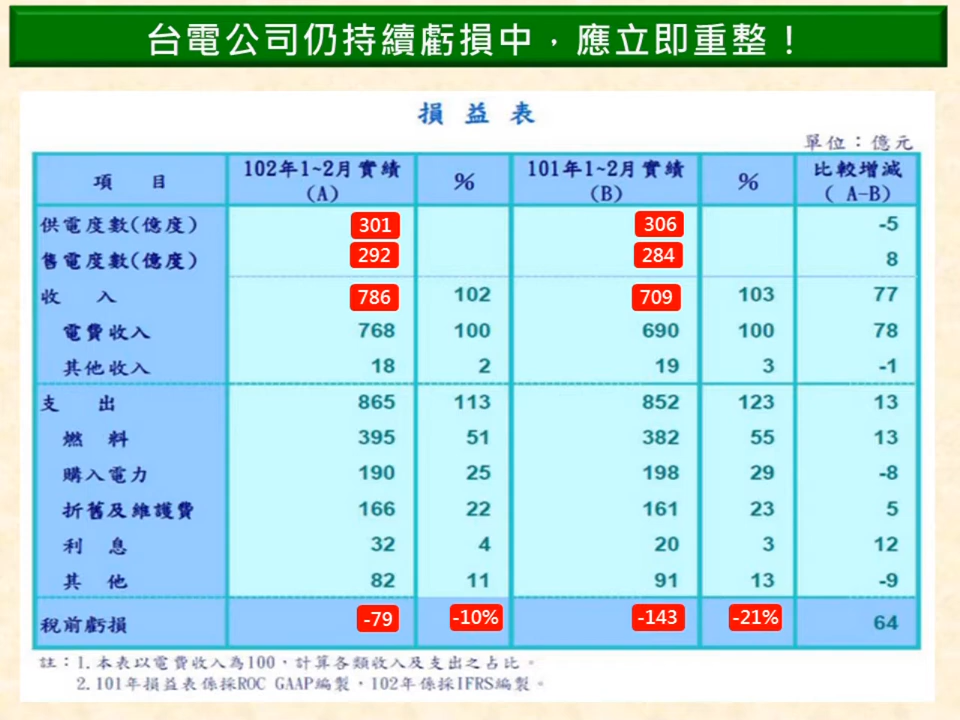 台電公司仍持續虧損中，應立即重整！
損 益 表
單位：億元
項 目 102年1~2月實績(A) % 101年1~2月實績(B) % 比較增減( A-B)
供電度數(億度) 301 306 -5
售電度數(億度) 292 284 8
收 入 786 102 709 103 77
電費收入 768 100 690 100 78
其他收入 18 2 19 3 -1
支 出 865 113 852 123 13
燃 料 395 51 382 55 13
購入電力 190 25 198 29 -8
折舊及維護費 166 22 161 23 5
利 息 32 4 20 3 12
其 他 82 11 91 13 -9
稅前虧損 -79 -10% -143 -21% 64
註：1.本表以電費收入為100，計算各類收入及支出之占比。
2.101年損益表係採ROC GAAP編製，102年係採IFRS編製。